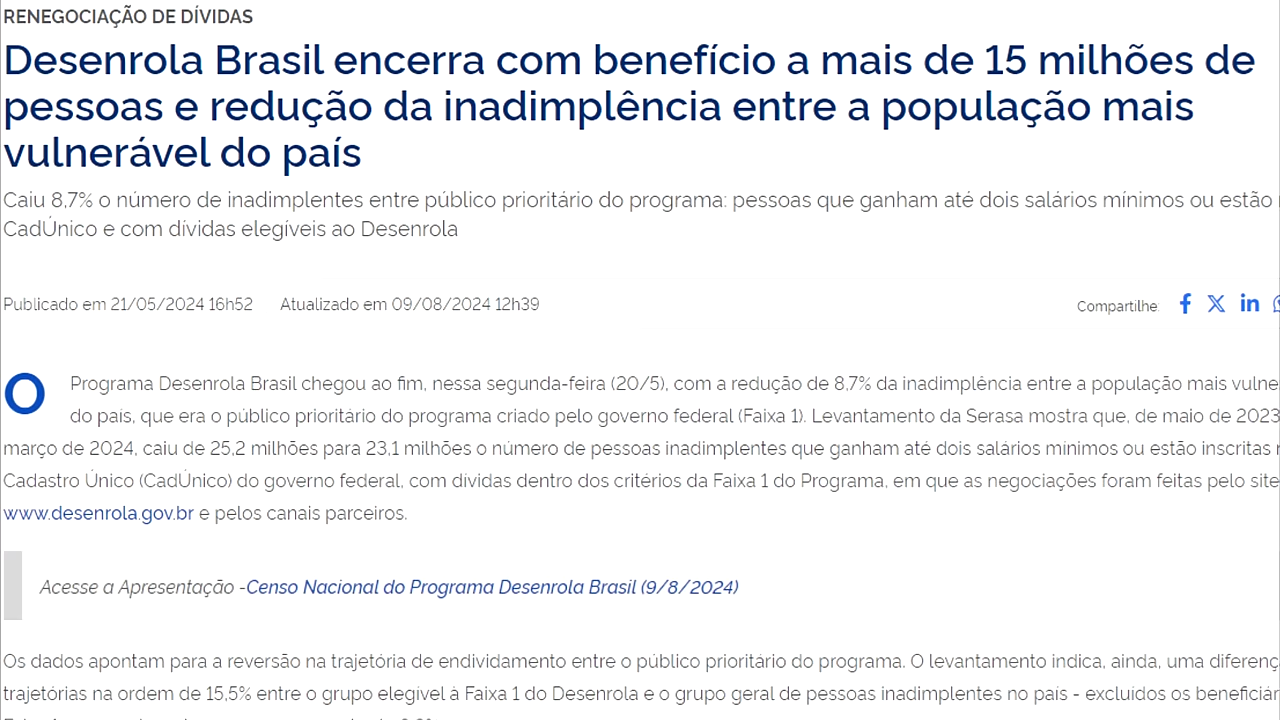 RENEGOCIAÇÃO DE DÍVIDAS
Desenrola Brasil encerra com benefício a mais de 15 milhões de
pessoas e redução da inadimplência entre a população mais
vulnerável do país
Caiu 8,7% o número de inadimplentes entre público prioritário do programa: pessoas que ganham até dois salários mínimos ou estão
CadÚnico e com dívidas elegíveis ao Desenrola
Publicado em 21/05/2024 16h52 Atualizado em 09/08/2024 12h39
Compartilhe:
O Programa Desenrola Brasil chegou ao fim, nessa segunda-feira (20/5), com a redução de 8,7% da inadimplência entre a população mais vulne
do país, que era o público prioritário do programa criado pelo governo federal (Faixa 1). Levantamento da Serasa mostra que, de maio de 2023
março de 2024, caiu de 25,2 milhões para 23,1 milhões o número de pessoas inadimplentes que ganham até dois salários mínimos ou estão inscritas
Cadastro Único (CadÚnico) do governo federal, com dívidas dentro dos critérios da Faixa 1 do Programa, em que as negociações foram feitas pelo site
www.desenrola.gov.br e pelos canais parceiros.
Acesse a Apresentação -Censo Nacional do Programa Desenrola Brasil (9/8/2024)
Os dados apontam para a reversão na trajetória de endividamento entre o público prioritário do programa. O levantamento indica, ainda, uma diferenç
trajetórias na ordem de 15,5% entre o grupo elegível à Faixa 1 do Desenrola e o grupo geral de pessoas inadimplentes no país - excluídos os beneficiár